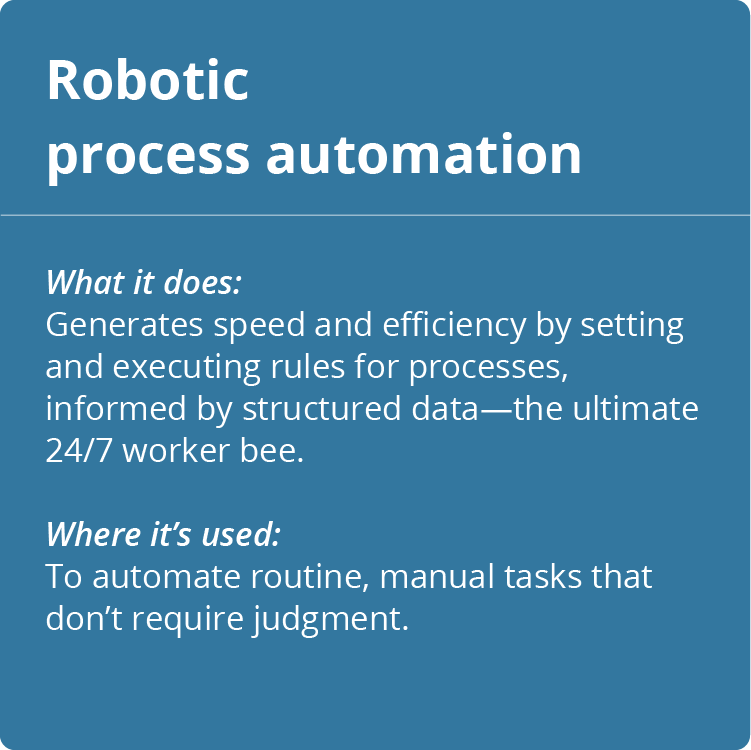 Robotic
process automation
What it does:
Generates speed and efficiency by setting
and executing rules for processes,
informed by structured data—the ultimate
24/7 worker bee.
Where it’s used:
To automate routine, manual tasks that
don’t require judgment.